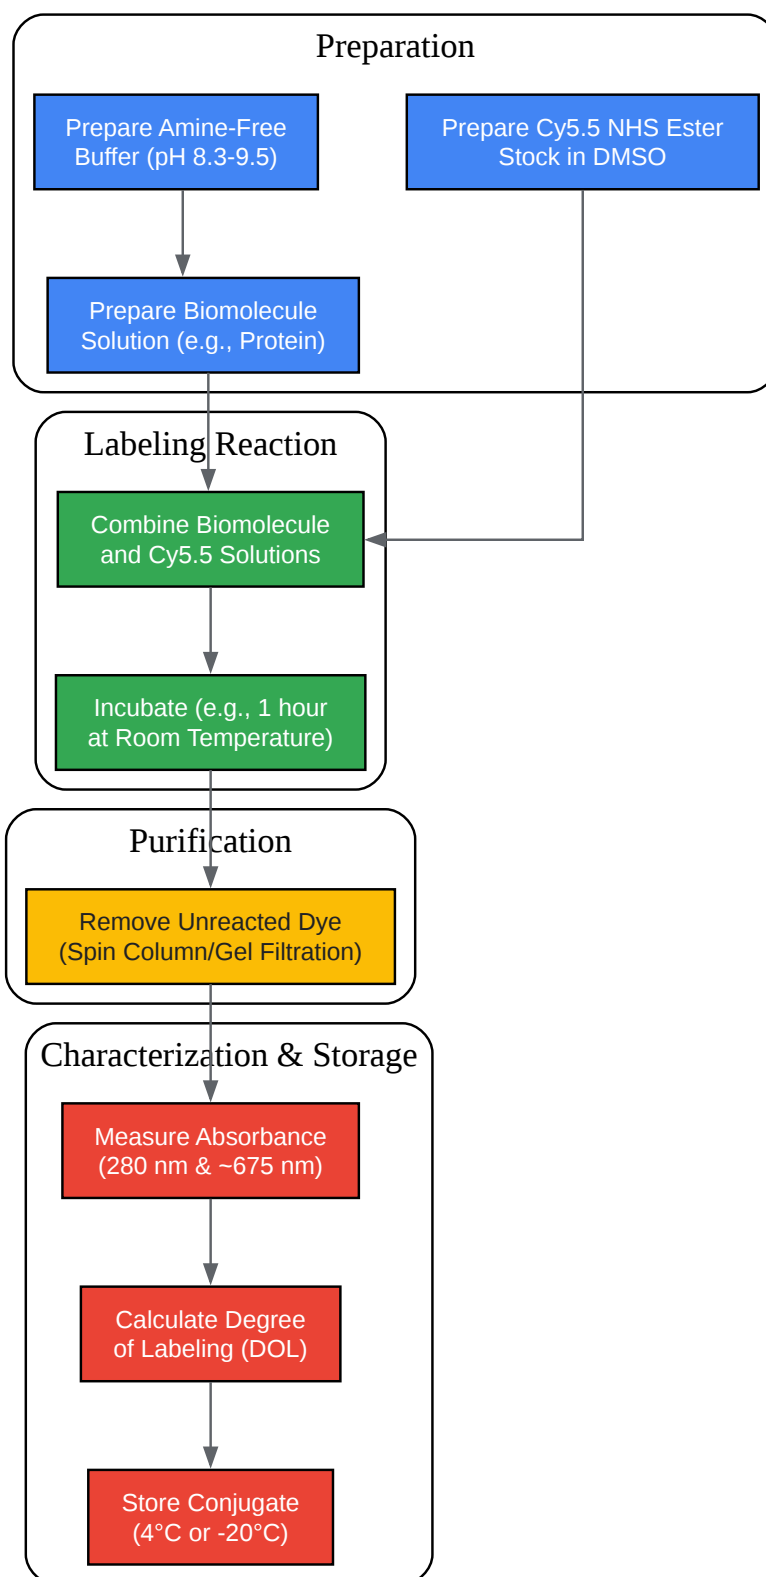 Preparation
Prepare Amine-Free
Buffer (pH 8.3-9.5)
Prepare Cy5.5 NHS Ester
Stock in DMSO
Prepare Biomolecule
Solution (e.g., Protein)
Labeling Reaction
Combine Biomolecule
and Cy5.5 Solutions
Incubate (e.g., 1 hour
at Room Temperature)
Purification
Remove Unreacted Dye
(Spin Column/Gel Filtration)
Characterization & Storage
Measure Absorbance
(280 nm & ~675 nm)
Calculate Degree
of Labeling (DOL)
Store Conjugate
(4°C or -20°C)